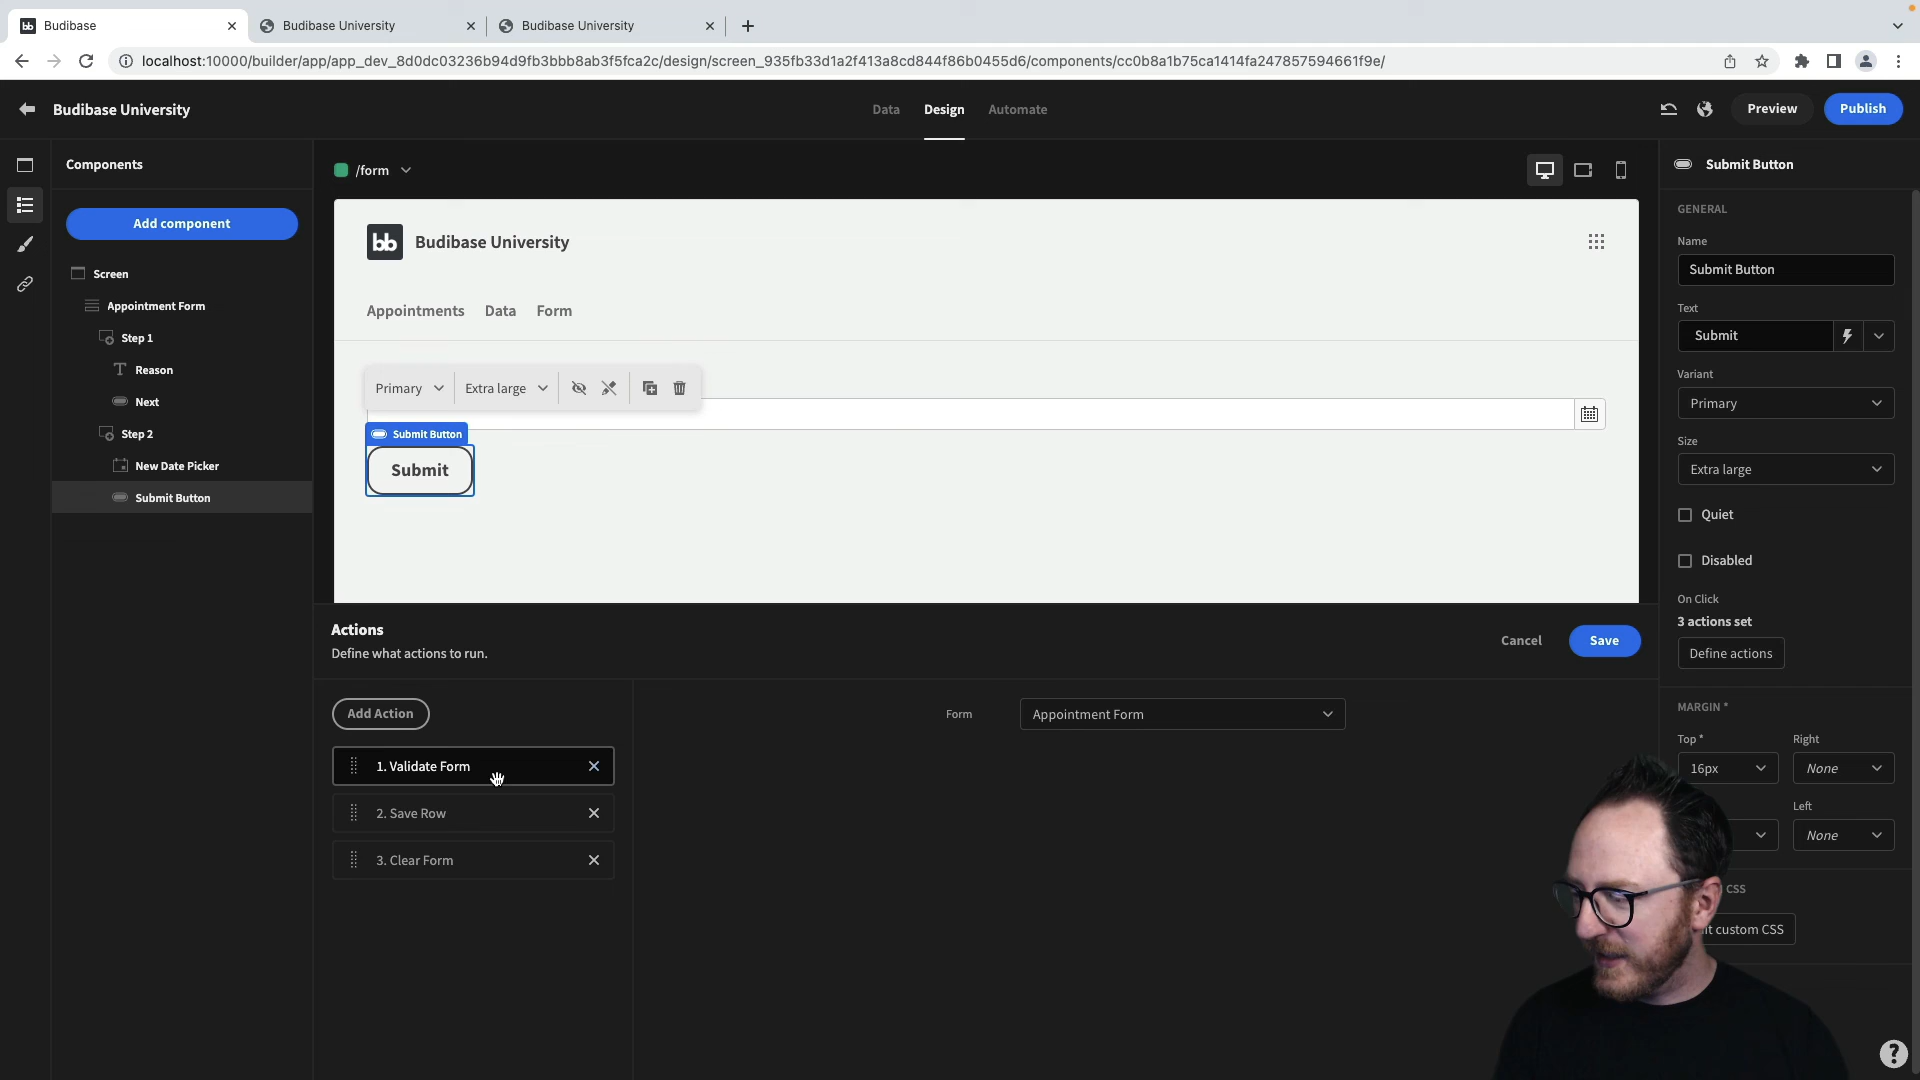 bb Budibase
Budibase University
Budibase University
localhost:10000/builder/app/app_dev_8d0dc03236b94d9fb3bbb8ab3f5fca2c/design/screen_935fb33d1a2f413a8cd844f86b0455d6/components/cc0b8a1b75ca1414fa247857594661f9e/
Budibase University
Data
Design
Automate
Preview
Publish
Components
Add component
Screen
Appointment Form
Step 1
Reason
Next
Step 2
New Date Picker
Submit Button
/form
bb Budibase University
Appointments
Data
Form
Primary
Extra large
Submit Button
Submit
Actions
Define what actions to run.
Cancel
Save
Add Action
1. Validate Form
2. Save Row
3. Clear Form
Form
Appointment Form
Submit Button
GENERAL
Name
Submit Button
Text
Submit
Variant
Primary
Size
Extra large
Quiet
Disabled
On Click
3 actions set
Define actions
MARGIN *
Top *
Right
16px
None
Left
None
CSS
it custom CSS
?